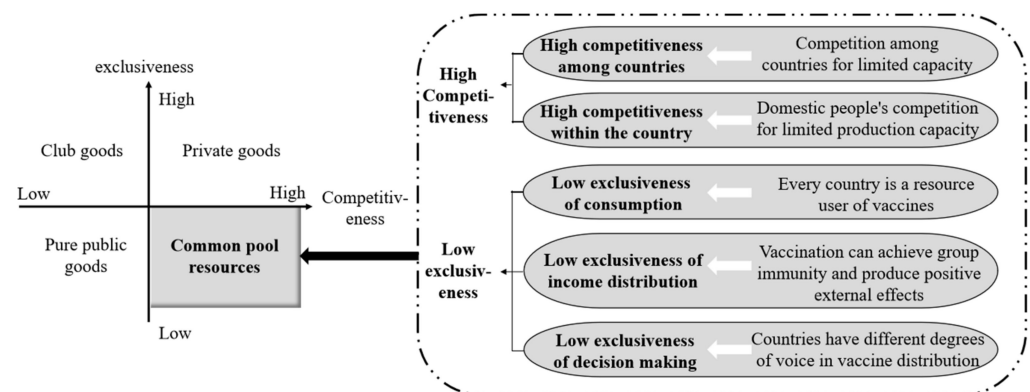 exclusiveness
High
Club goods
Private goods
Low
High
Competitiv-
eness
Pure public
goods
Common pool
resources
Low
High
Competi-
tiveness
High competitiveness
among countries
Competition among
countries for limited capacity
High competitiveness
within the country
Domestic people's competition
for limited production capacity
Low
exclusiv-
eness
Low exclusiveness
of consumption
Every country is a resource
user of vaccines
Low exclusiveness of
income distribution
Vaccination can achieve group
immunity and produce positive
external effects
Low exclusiveness
of decision making
Countries have different degrees
of voice in vaccine distribution